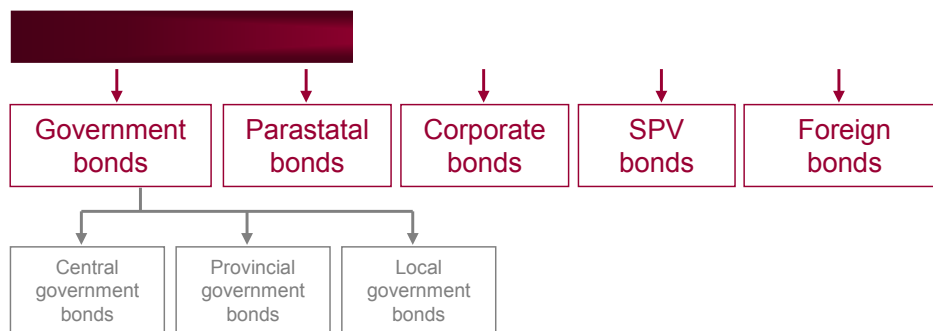 Government
bonds
Parastatal
bonds
Corporate
bonds
SPV
bonds
Foreign
bonds
Central
government
bonds
Provincial
government
bonds
Local
government
bonds